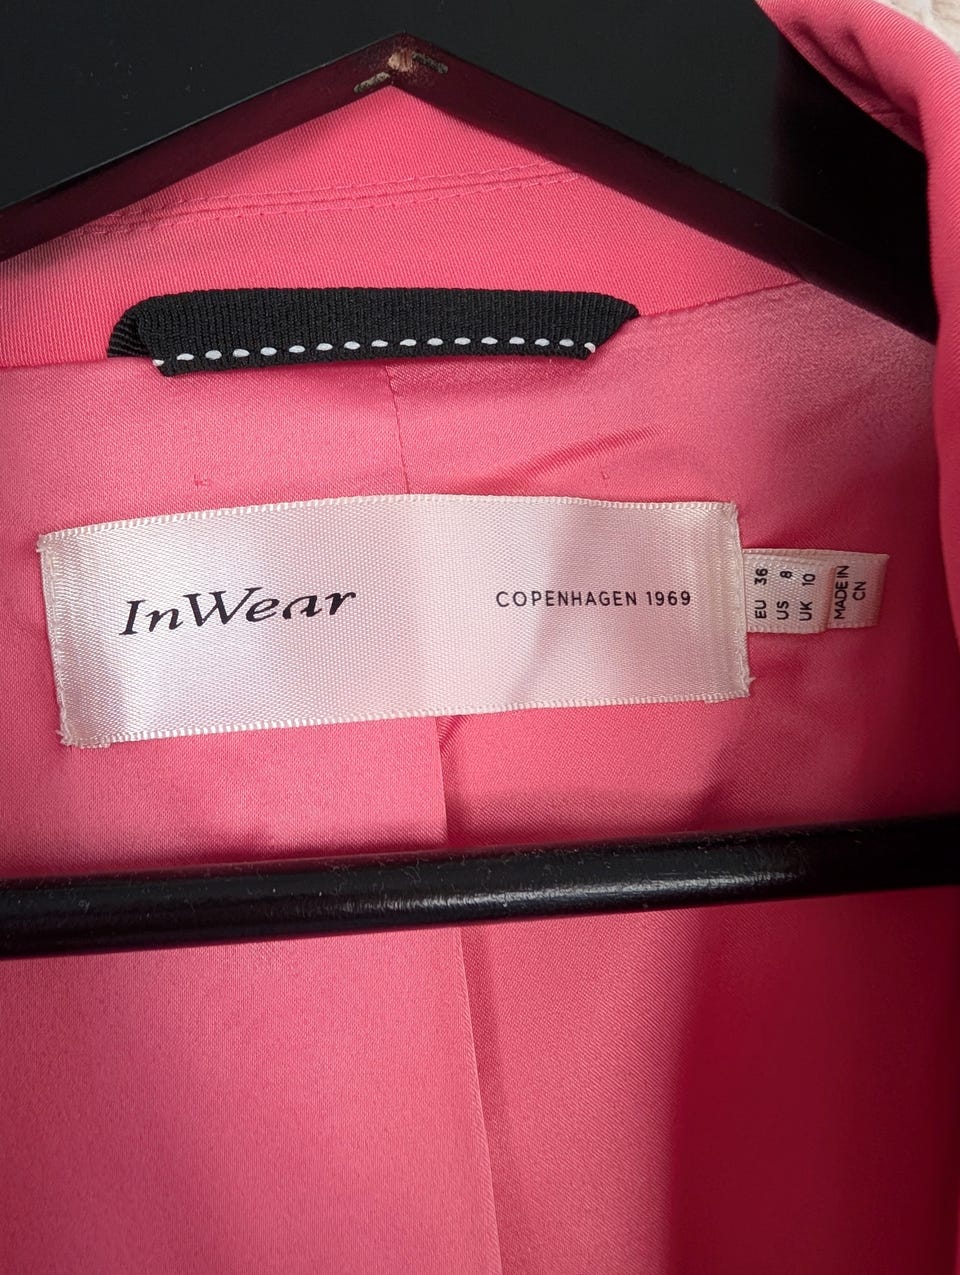 InWear
COPENHAGEN 1969
EU 36
US 8
UK 10
MADE IN
CN